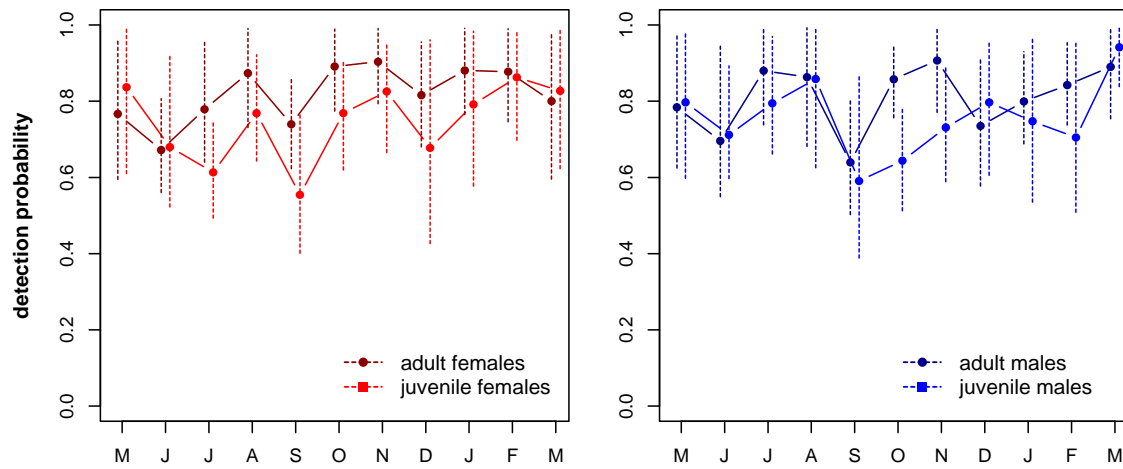 detection probability
1.0
0.8
0.6
0.4
0.2
0.0
adult females
juvenile females
M J J A S O N D J F M
1.0
0.8
0.6
0.4
0.2
0.0
adult males
juvenile males
M J J A S O N D J F M